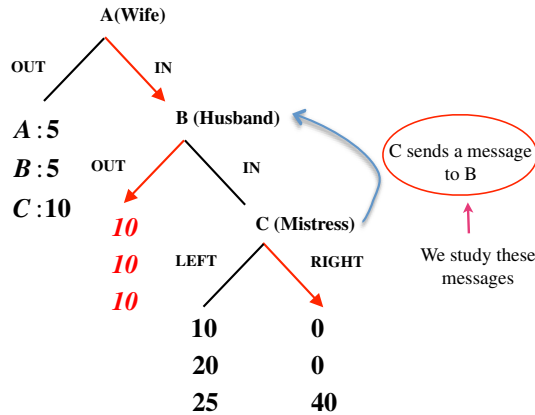 A(Wife)
OUT
IN
B (Husband)
A:5
B:5
C:10
OUT
IN
10
10
10
C (Mistress)
LEFT
RIGHT
10 0
20 0
25 40
C sends a message
to B
We study these
messages